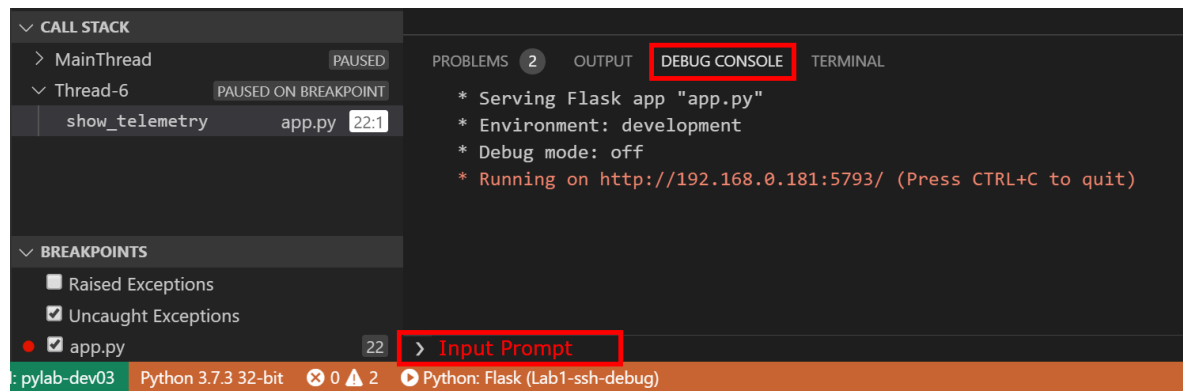 CALL STACK
MainThread PAUSED
Thread-6 PAUSED ON BREAKPOINT
show_telemetry app.py 22:1
BREAKPOINTS
Raised Exceptions
Uncaught Exceptions
app.py 22
PROBLEMS 2 OUTPUT DEBUG CONSOLE TERMINAL
* Serving Flask app "app.py"
* Environment: development
* Debug mode: off
* Running on http://192.168.0.181:5793/ (Press CTRL+C to quit)
> Input Prompt
: pylab-dev03 Python 3.7.3 32-bit 0 2 Python: Flask (Lab1-ssh-debug)